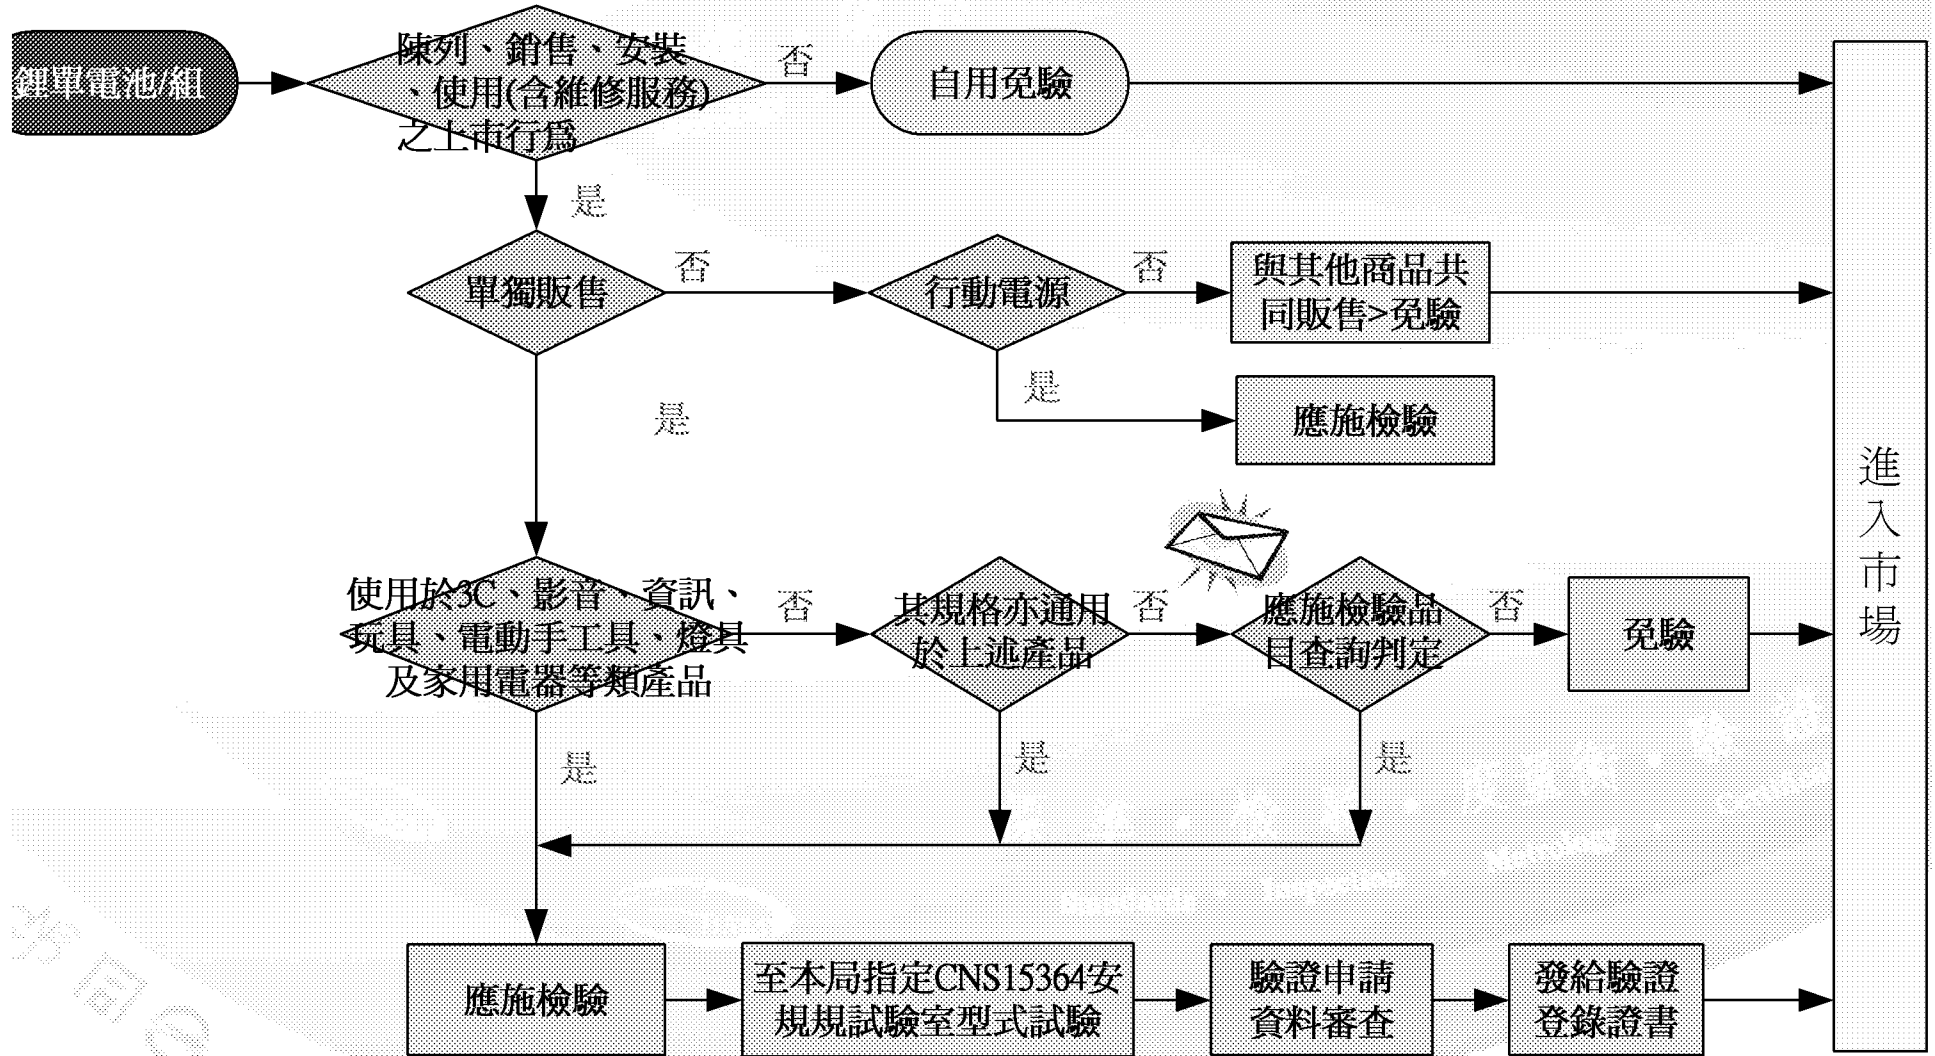 鋰單電池/組
陳列、銷售、安裝
、使用(含維修服務)
之上市行為
否
自用免驗
是
單獨販售
否
行動電源
否
與其他商品共
同販售>免驗
是
應施檢驗
是
進
入
市
場
使用於3C、影音、資訊、
玩具、電動手工具、燈具
及家用電器等類產品
否
其規格亦通用
於上述產品
否
應施檢驗品
目查詢判定
否
免驗
是
是
是
應施檢驗
至本局指定CNS15364安
規規試驗室型式試驗
驗證申請
資料審查
發給驗證
登錄證書
Inspection
Metrology